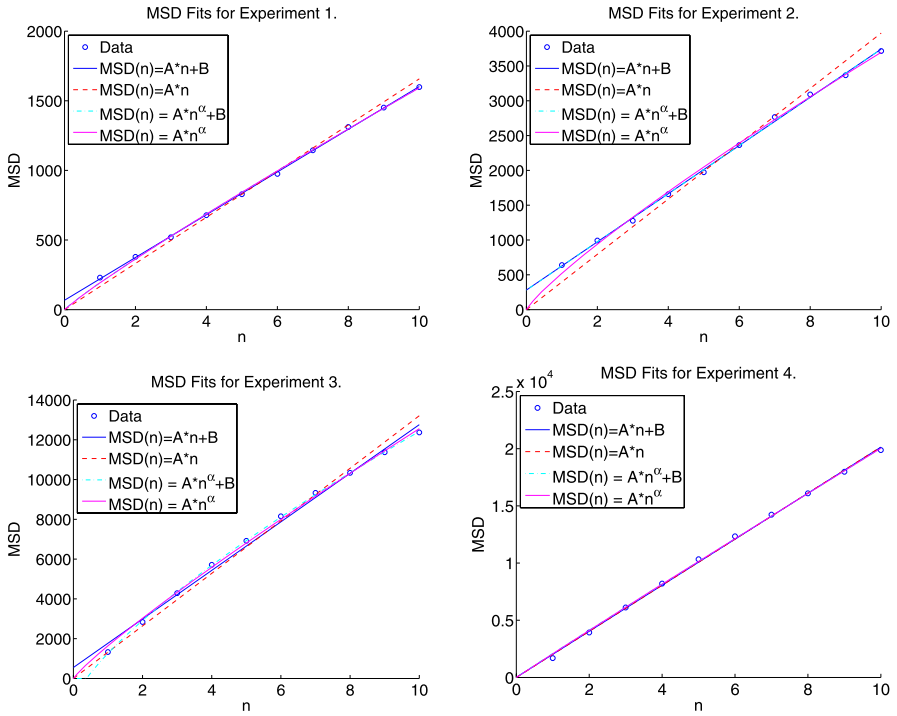 MSD Fits for Experiment 1.
2000
1500
1000
500
0
MSD
Data
MSD(n)=A*n+B
MSD(n)=A*n
MSD(n) = A*n^α+B
MSD(n) = A*n^α
0 2 4 6 8 10
n
MSD Fits for Experiment 2.
4000
3500
3000
2500
2000
1500
1000
500
0
MSD
Data
MSD(n)=A*n+B
MSD(n)=A*n
MSD(n) = A*n^α+B
MSD(n) = A*n^α
0 2 4 6 8 10
n
MSD Fits for Experiment 3.
14000
12000
10000
8000
6000
4000
2000
0
MSD
Data
MSD(n)=A*n+B
MSD(n)=A*n
MSD(n) = A*n^α+B
MSD(n) = A*n^α
0 2 4 6 8 10
n
MSD Fits for Experiment 4.
x 10^4
2.5
2
1.5
1
0.5
0
MSD
Data
MSD(n)=A*n+B
MSD(n)=A*n
MSD(n) = A*n^α+B
MSD(n) = A*n^α
0 2 4 6 8 10
n